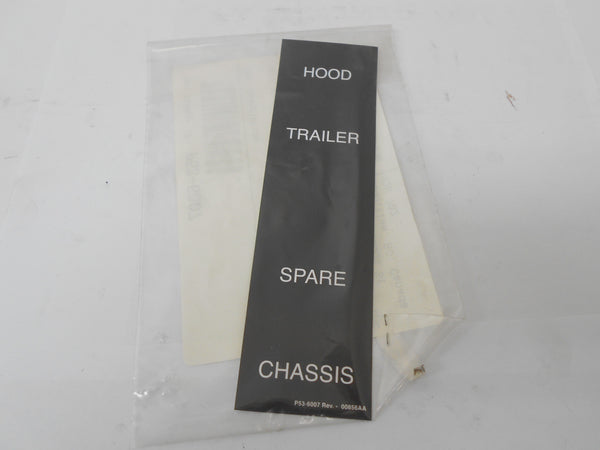 HOOD
TRAILER
SPARE
CHASSIS
P53-6007 Rev. - 00856AA